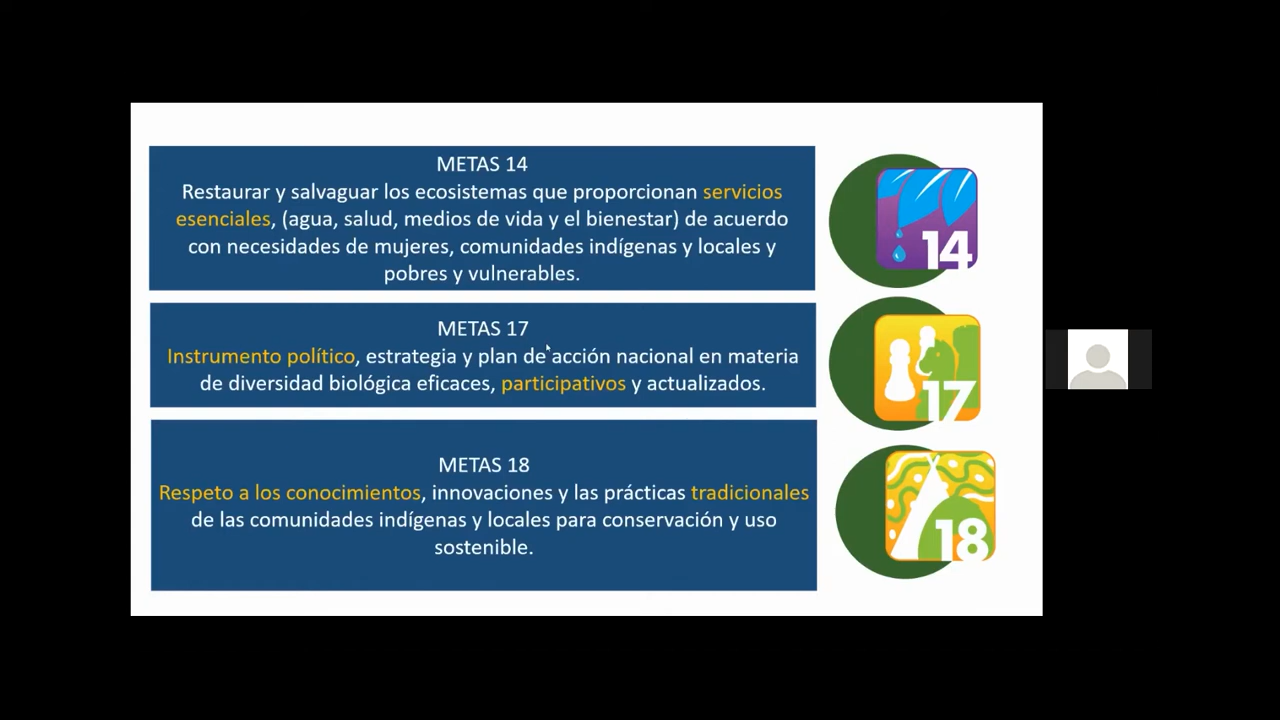 METAS 14
Restaurar y salvaguar los ecosistemas que proporcionan servicios
esenciales, (agua, salud, medios de vida y el bienestar) de acuerdo
con necesidades de mujeres, comunidades indígenas y locales y
pobres y vulnerables.
14
METAS 17
Instrumento político, estrategia y plan de acción nacional en materia
de diversidad biológica eficaces, participativos y actualizados.
17
METAS 18
Respeto a los conocimientos, innovaciones y las prácticas tradicionales
de las comunidades indígenas y locales para conservación y uso
sostenible.
18